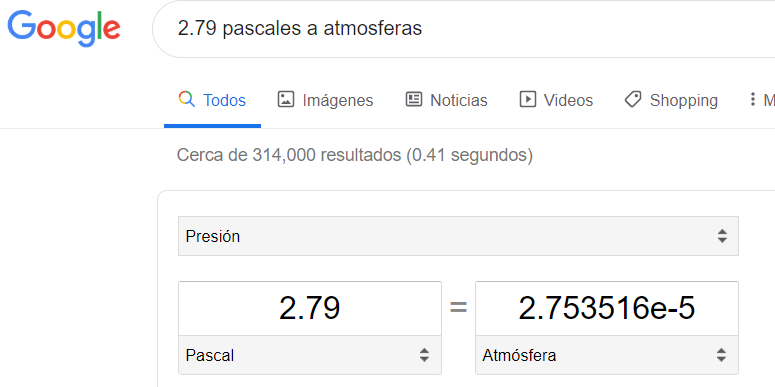 Google
2.79 pascales a atmosferas
Todos Imágenes Noticias Videos Shopping M
Cerca de 314,000 resultados (0.41 segundos)
Presión
2.79 = 2.753516e-5
Pascal Atmósfera